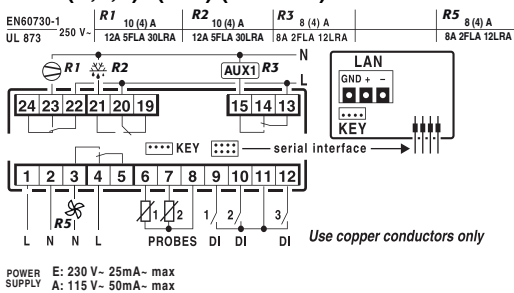 EN60730-1
UL 873
250 V~
R1 10 (4) A
12A 5FLA 30LRA
R2 10 (4) A
12A 5FLA 30LRA
R3 8 (4) A
8A 2FLA 12LRA
R5 8 (4) A
8A 2FLA 12LRA
R1 R2 AUX1 R3 N
L
24 23 22 21 20 19 15 14 13
LAN
GND + –
KEY
KEY serial interface
1 2 3 4 5 6 7 8 9 10 11 12
1 2 1 2 3
R5
L N N L PROBES DI DI DI
Use copper conductors only
POWER SUPPLY
E: 230 V~ 25mA~ max
A: 115 V~ 50mA~ max